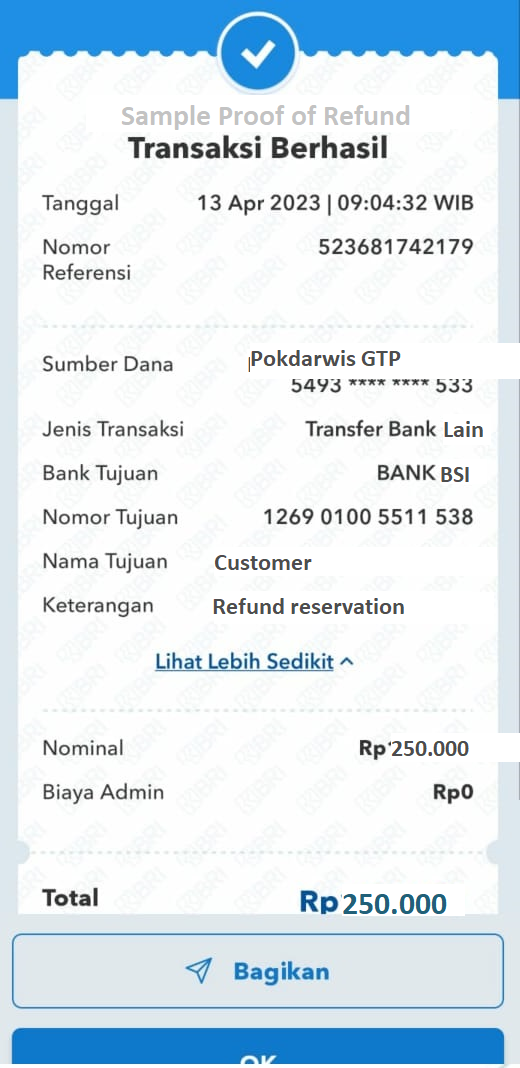 Sample Proof of Refund
Transaksi Berhasil
Tanggal 13 Apr 2023 | 09:04:32 WIB
Nomor Referensi 523681742179
Sumber Dana Pokdarwis GTP
5493 **** **** 533
Jenis Transaksi Transfer Bank Lain
Bank Tujuan BANK BSI
Nomor Tujuan 1269 0100 5511 538
Nama Tujuan Customer
Keterangan Refund reservation
Lihat Lebih Sedikit
Nominal Rp 250.000
Biaya Admin Rp0
Total Rp 250.000
Bagikan
OK